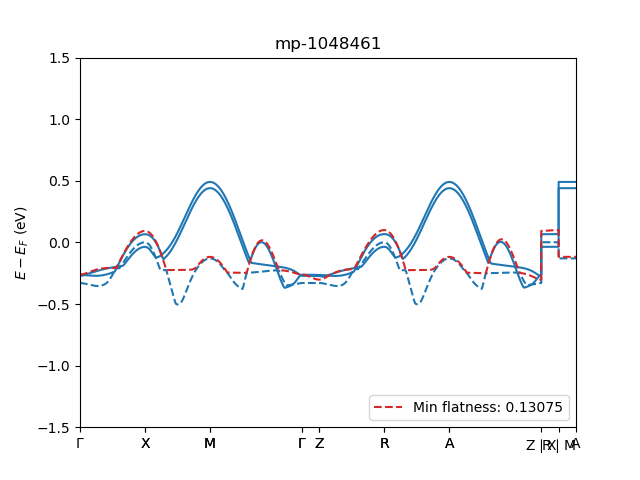 mp-1048461
E − E_F (eV)
1.5
1.0
0.5
0.0
−0.5
−1.0
−1.5
Min flatness: 0.13075
Γ X M Γ Z R A Z | R X | M A